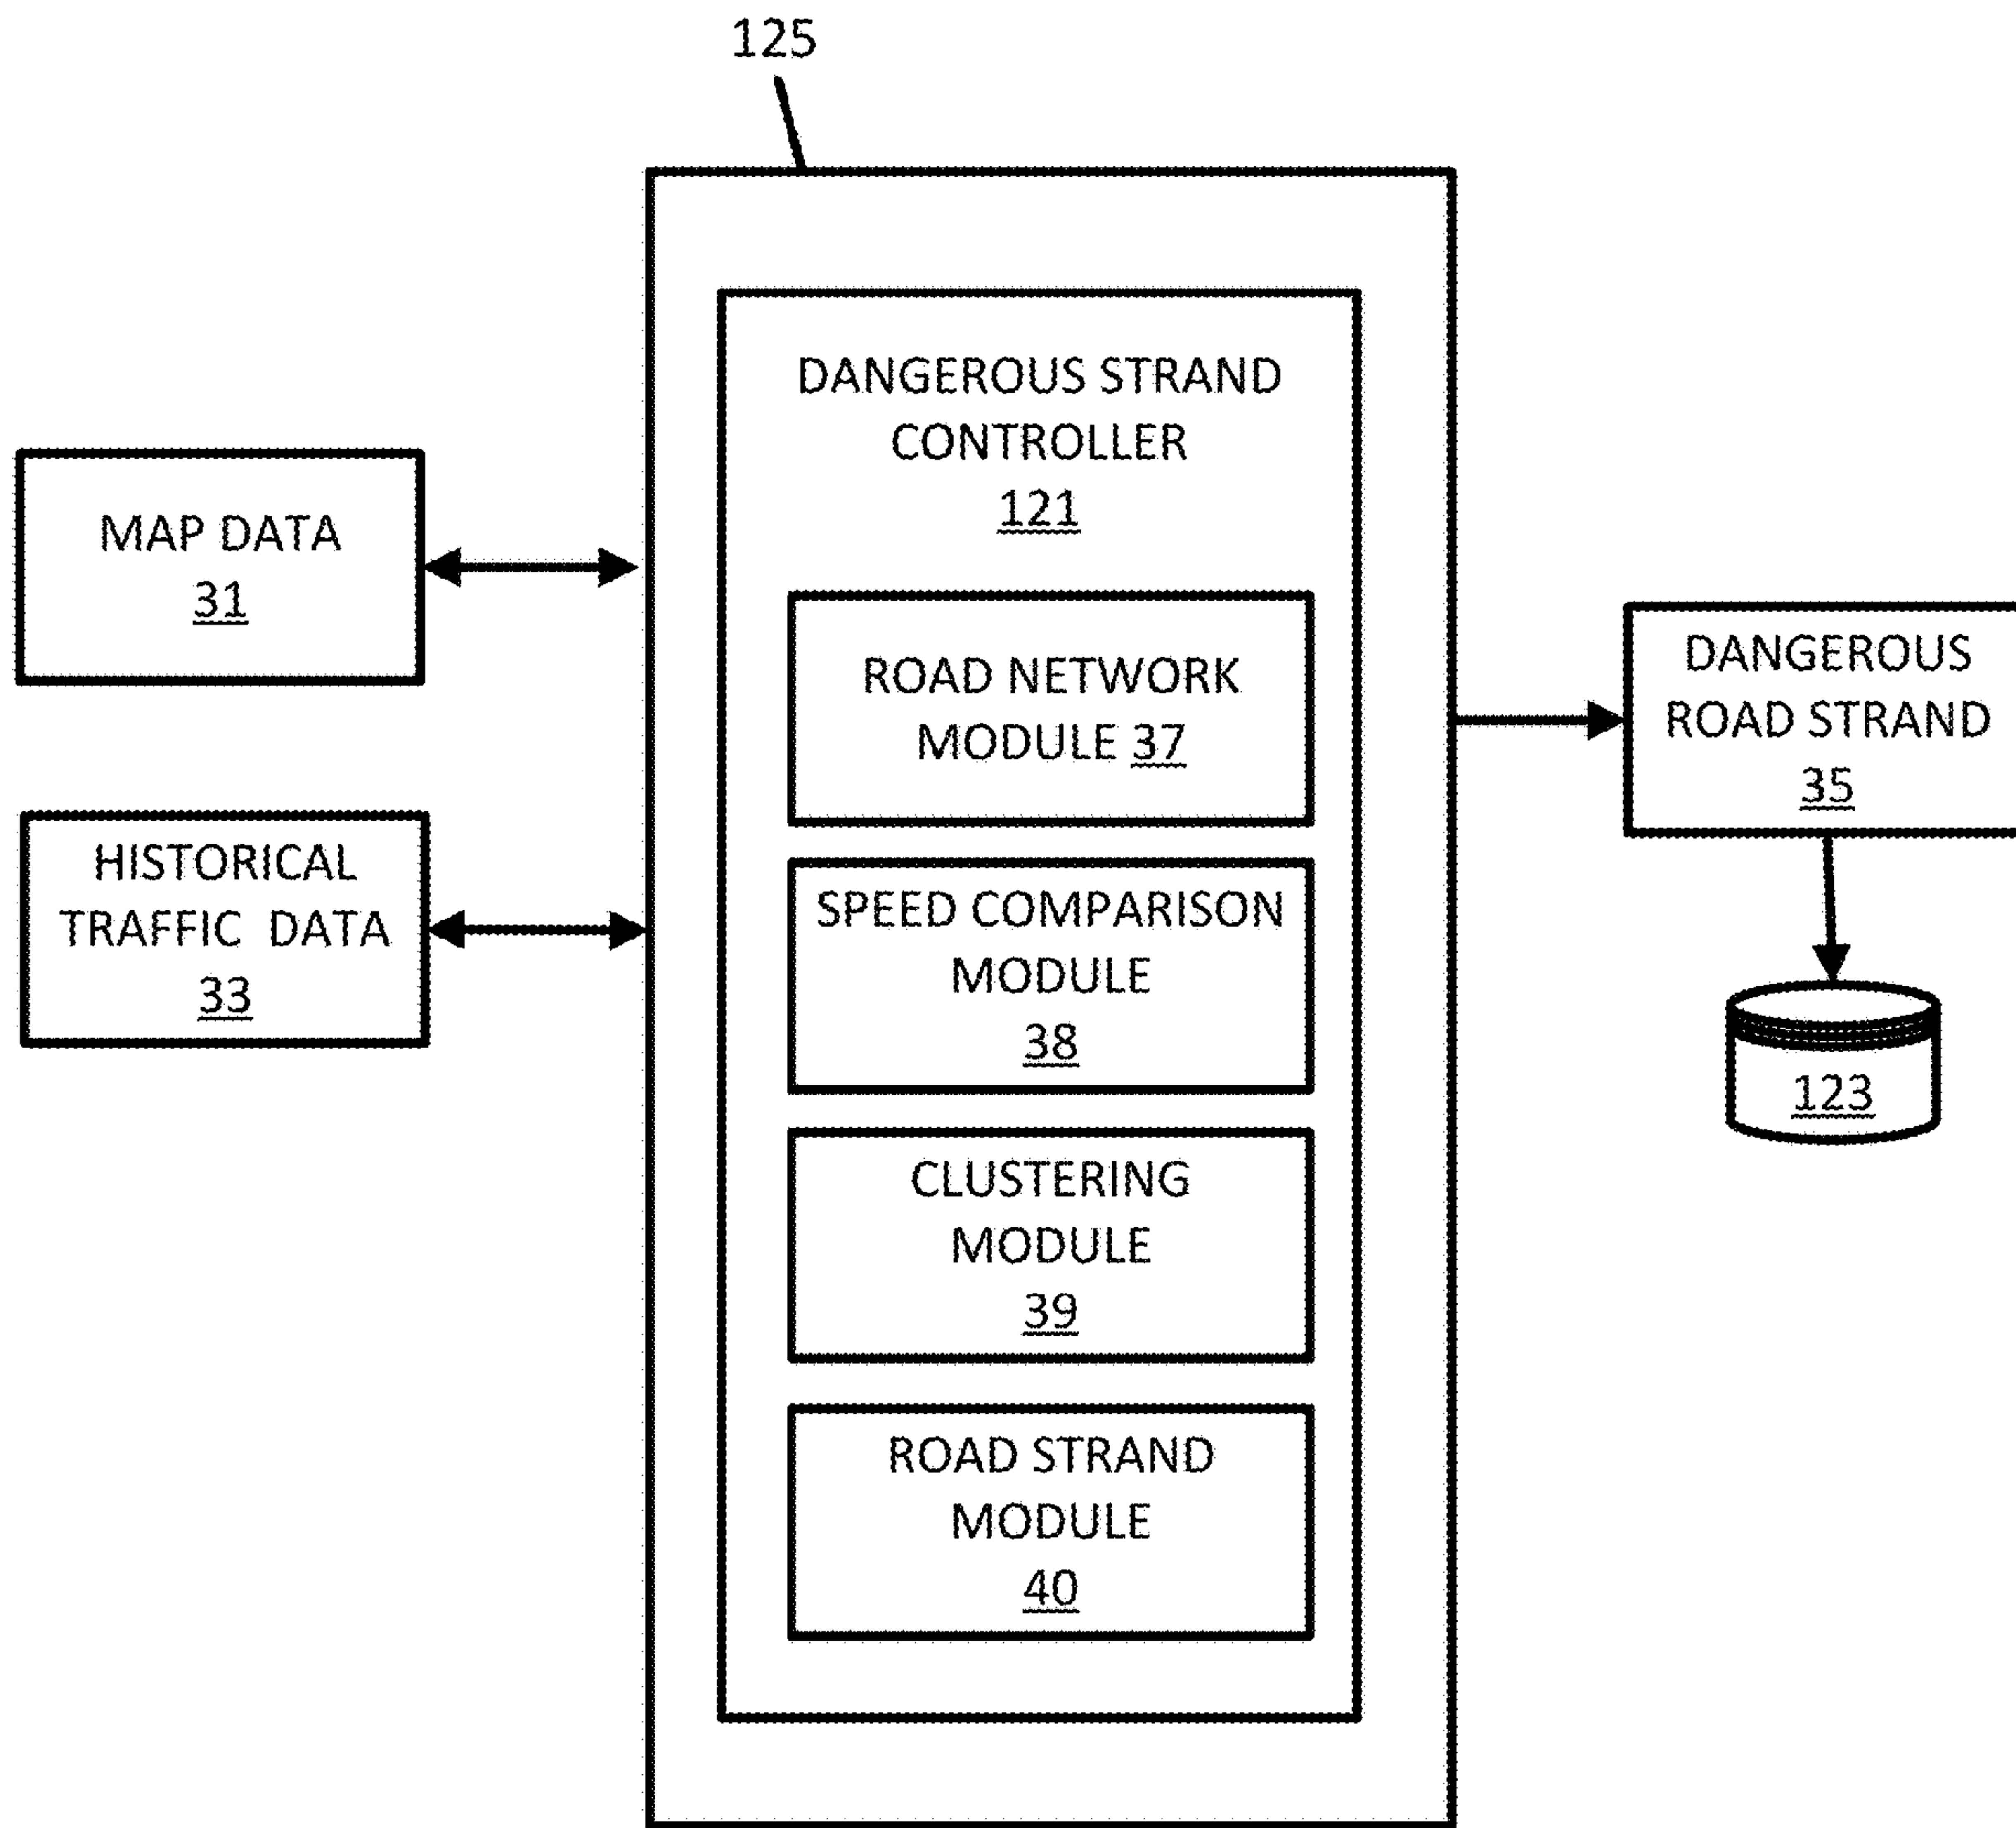 125
DANGEROUS STRAND
CONTROLLER
121
MAP DATA
31
HISTORICAL
TRAFFIC DATA
33
ROAD NETWORK
MODULE 37
SPEED COMPARISON
MODULE
38
CLUSTERING
MODULE
39
ROAD STRAND
MODULE
40
DANGEROUS
ROAD STRAND
35
123